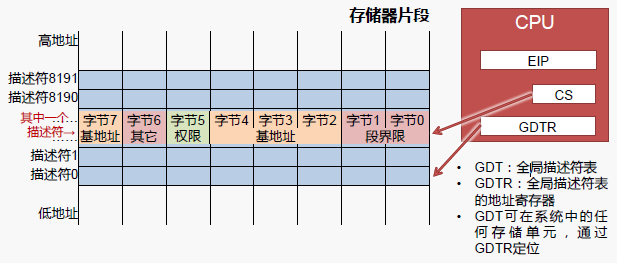 存储器片段
高地址
描述符8191
描述符8190
其中一个……
描述符→
……
字节7 字节6 字节5 字节4 字节3 字节2 字节1 字节0
基地址 其它 权限 基地址 段界限
描述符1
描述符0
低地址
CPU
EIP
CS
GDTR
• GDT：全局描述符表
• GDTR：全局描述符表
的地址寄存器
• GDT可在系统中的任
何存储单元，通过
GDTR定位